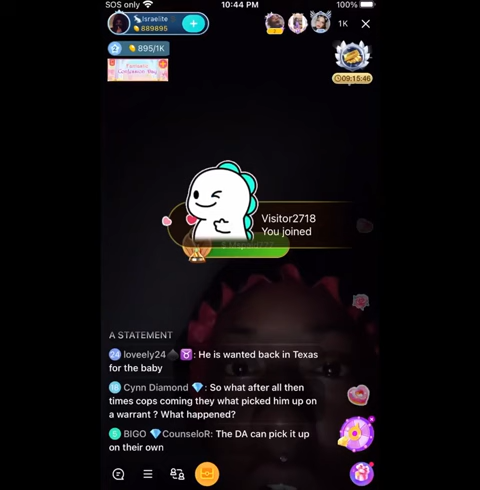 SOS only
10:44 PM
100%
Israelite
889895
1K
895/1K
09:15:46
Visitor2718
You joined
A STATEMENT
24 loveely24 ♠️ ♉: He is wanted back in Texas
for the baby
18 Cynn Diamond 💎: So what after all then
times cops coming they what picked him up on
a warrant ? What happened?
5 BIGO 💎CounseloR: The DA can pick it up
on their own